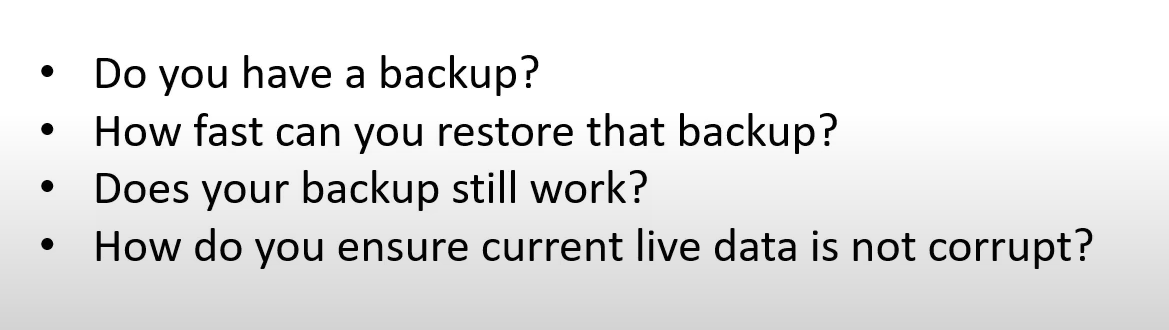 • Do you have a backup?
• How fast can you restore that backup?
• Does your backup still work?
• How do you ensure current live data is not corrupt?